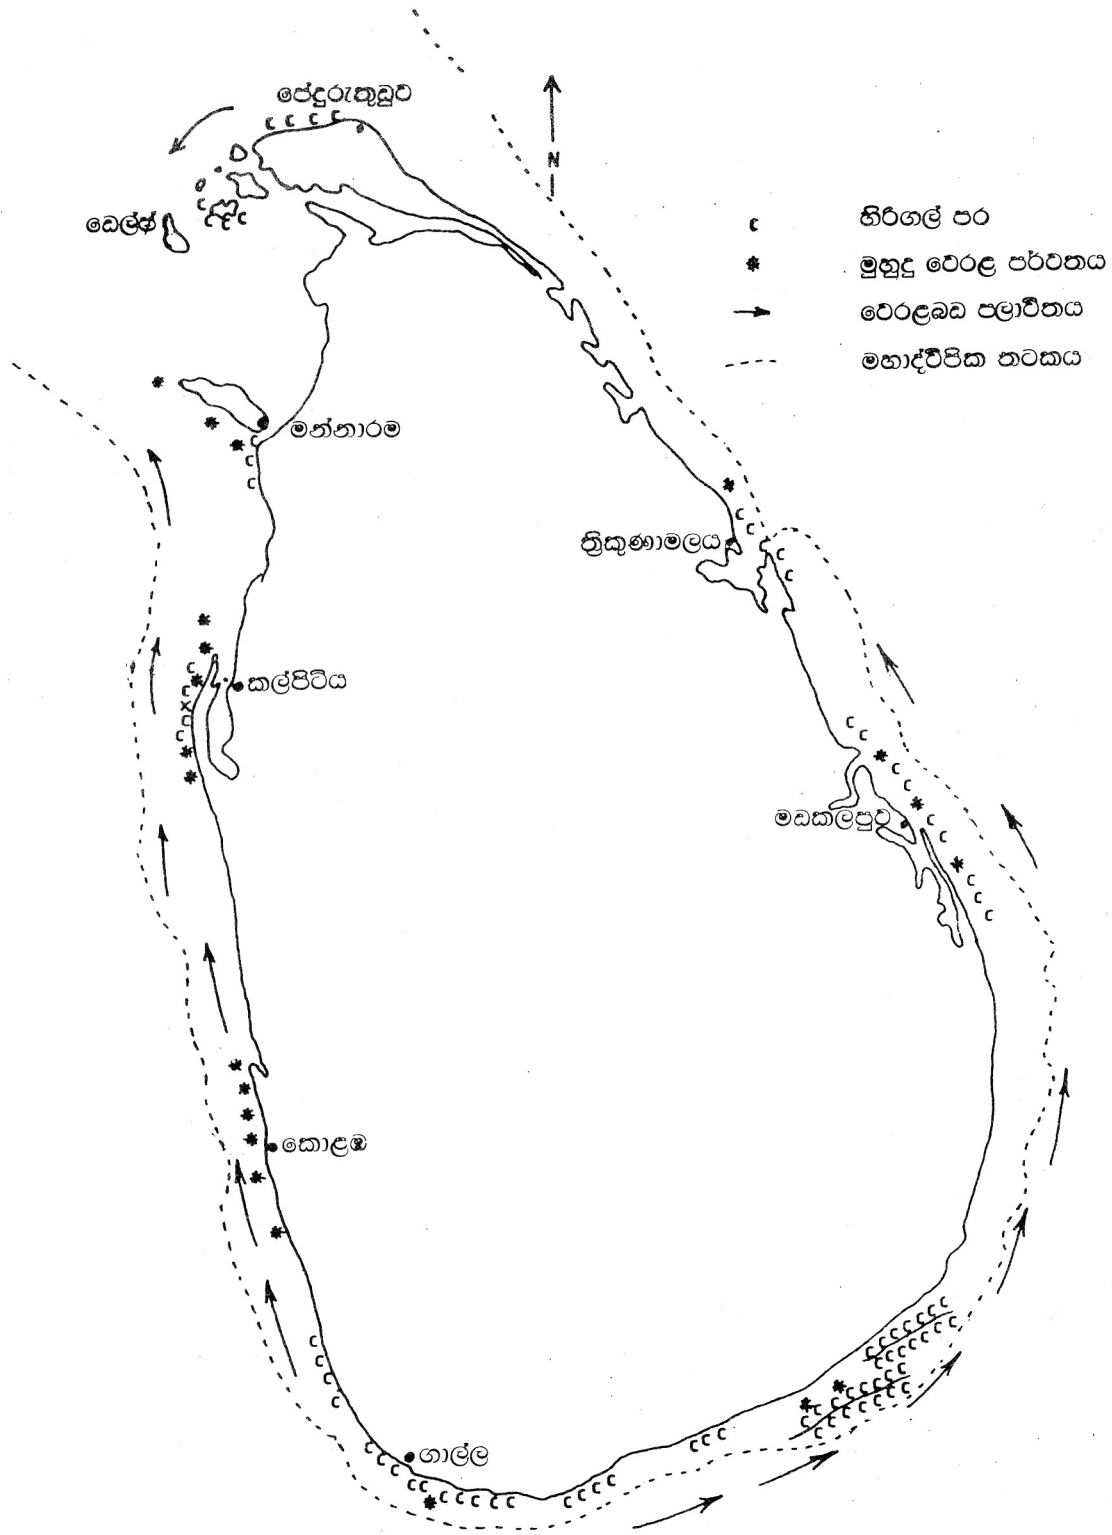 පේදුරුතුඩුව
N
ඩෙල්ෆ්
c හිරිගල් පර
* මුහුදු වෙරළ පර්වතය
වෙරළබඩ පලාවිතය
මහාද්වීපික තටකය
මන්නාරම
ත්‍රිකුණාමලය
කල්පිටිය
මඩකලපුව
කොළඹ
ගාල්ල